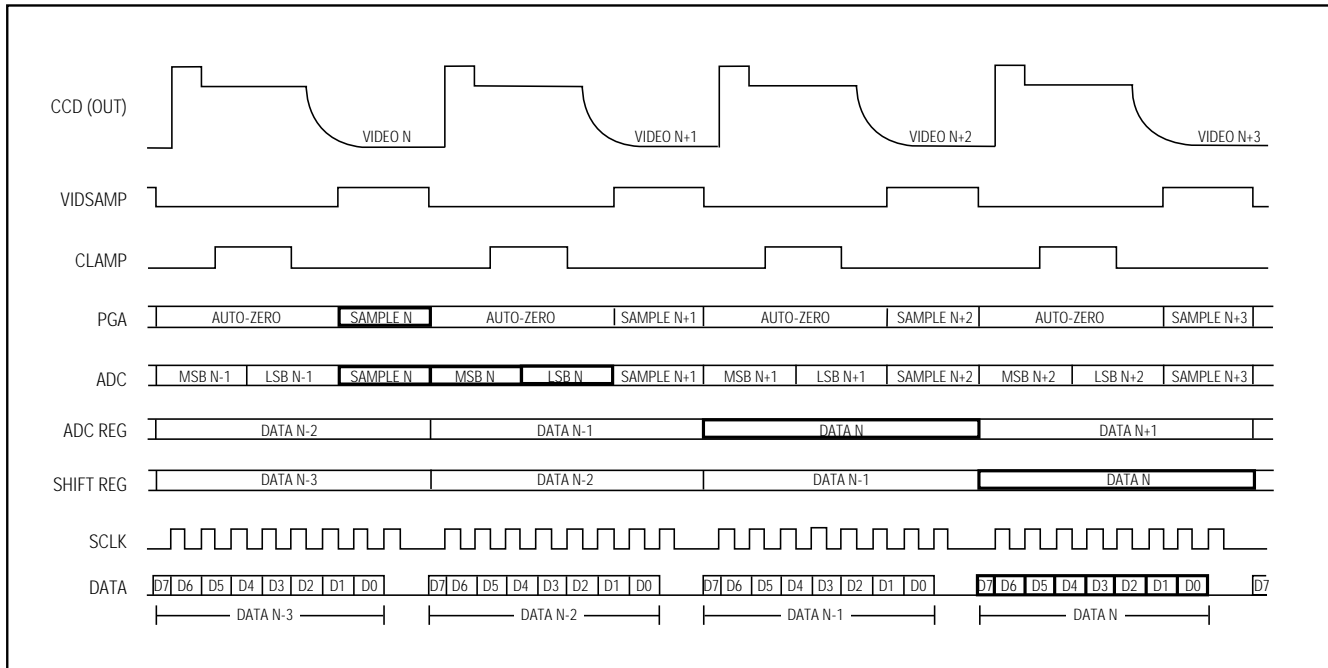 CCD (OUT) VIDEO N VIDEO N+1 VIDEO N+2 VIDEO N+3
VIDSAMP
CLAMP
PGA AUTO-ZERO SAMPLE N AUTO-ZERO SAMPLE N+1 AUTO-ZERO SAMPLE N+2 AUTO-ZERO SAMPLE N+3
ADC MSB N-1 LSB N-1 SAMPLE N MSB N LSB N SAMPLE N+1 MSB N+1 LSB N+1 SAMPLE N+2 MSB N+2 LSB N+2 SAMPLE N+3
ADC REG DATA N-2 DATA N-1 DATA N DATA N+1
SHIFT REG DATA N-3 DATA N-2 DATA N-1 DATA N
SCLK
DATA D7 D6 D5 D4 D3 D2 D1 D0 D7 D6 D5 D4 D3 D2 D1 D0 D7 D6 D5 D4 D3 D2 D1 D0 D7 D6 D5 D4 D3 D2 D1 D0 D7
DATA N-3 DATA N-2 DATA N-1 DATA N